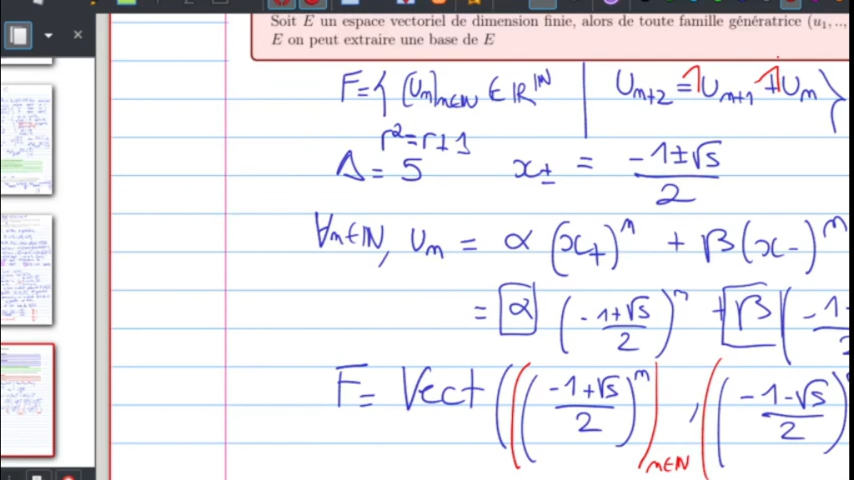 Soit E un espace vectoriel de dimension finie, alors de toute famille génératrice (u₁, ..,
E on peut extraire une base de E
F = { (Un)n∈ℕ ∈ ℝ^ℕ | Un+2 = 1Un+1 + 1Un }
r² = r + 1
Δ = 5 x± = (-1 ± √5)/2
∀n∈ℕ, Un = α (x+)ⁿ + β (x-)ⁿ
= α ((-1 + √5)/2)ⁿ + β (-1
F = Vect ( ( ((-1 + √5)/2)ⁿ )n∈ℕ , ( ((-1 - √5)/2)